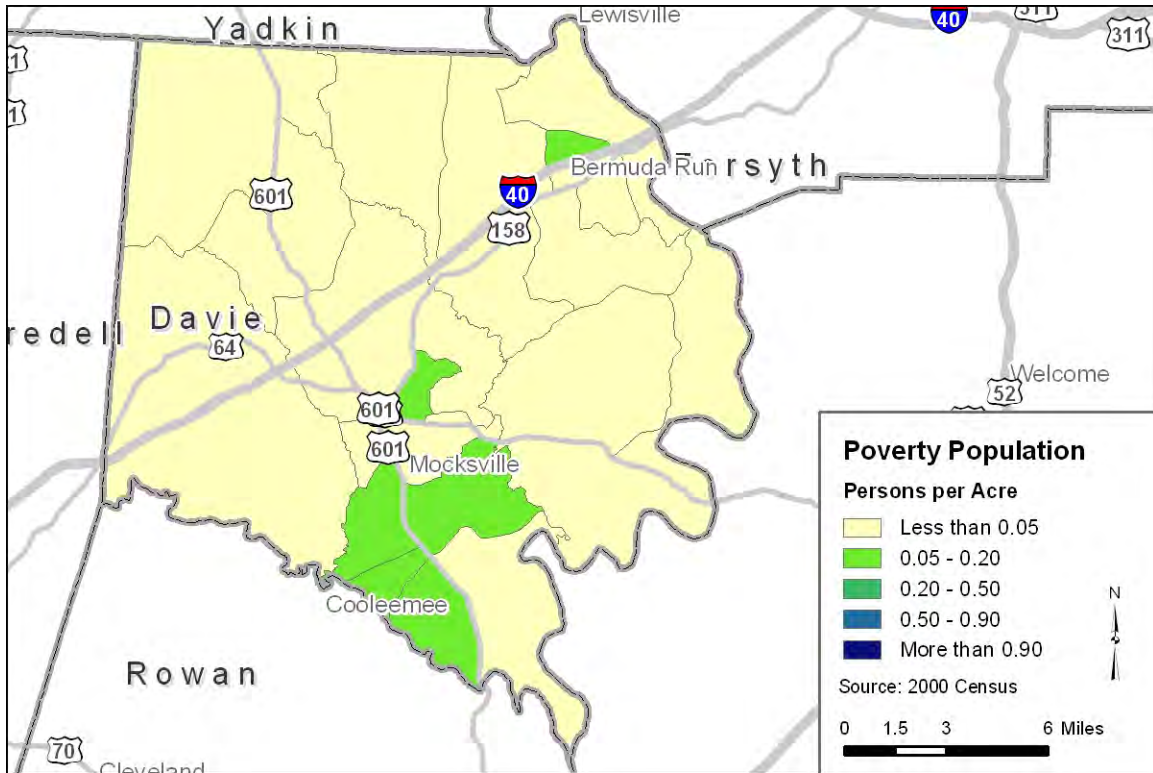 Yadkin
Lewisville
40
311
311
601
Bermuda Run
rsyth
40
158
redell
Davie
64
52
Welcome
601
601
Mocksville
Cooleemee
Rowan
70
Cleveland
Poverty Population
Persons per Acre
Less than 0.05
0.05 - 0.20
0.20 - 0.50
0.50 - 0.90
More than 0.90
N
Source: 2000 Census
0 1.5 3 6 Miles